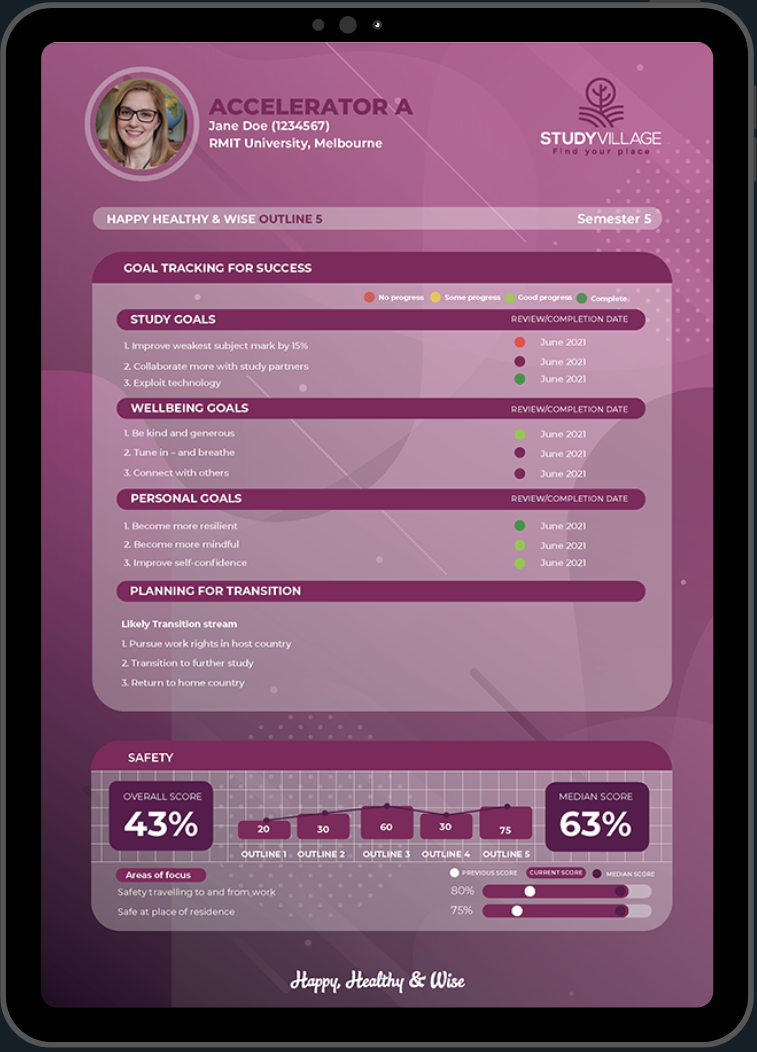 ACCELERATOR A
Jane Doe (1234567)
RMIT University, Melbourne
STUDYVILLAGE
Find your place
HAPPY HEALTHY & WISE OUTLINE 5 Semester 5
GOAL TRACKING FOR SUCCESS
No progress Some progress Good progress Complete
STUDY GOALS REVIEW/COMPLETION DATE
1. Improve weakest subject mark by 15% June 2021
2. Collaborate more with study partners June 2021
3. Exploit technology June 2021
WELLBEING GOALS REVIEW/COMPLETION DATE
1. Be kind and generous June 2021
2. Tune in – and breathe June 2021
3. Connect with others June 2021
PERSONAL GOALS REVIEW/COMPLETION DATE
1. Become more resilient June 2021
2. Become more mindful June 2021
3. Improve self-confidence June 2021
PLANNING FOR TRANSITION
Likely Transition stream
1. Pursue work rights in host country
2. Transition to further study
3. Return to home country
SAFETY
OVERALL SCORE
43%
20 30 60 30 75
OUTLINE 1 OUTLINE 2 OUTLINE 3 OUTLINE 4 OUTLINE 5
MEDIAN SCORE
63%
Areas of focus PREVIOUS SCORE CURRENT SCORE MEDIAN SCORE
Safety travelling to and from work 80%
Safe at place of residence 75%
Happy, Healthy & Wise